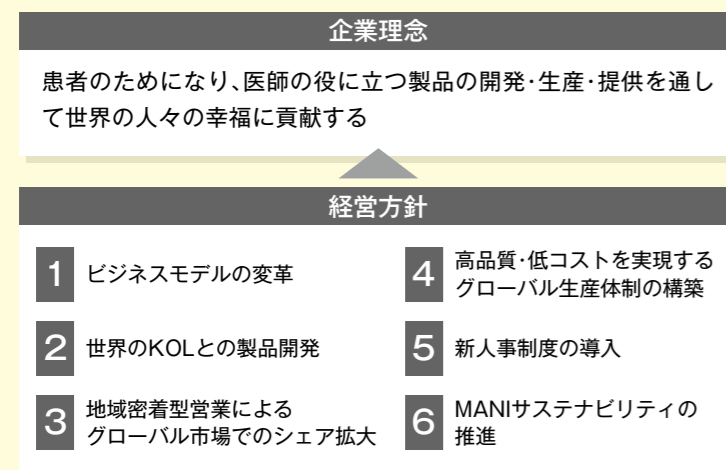 企業理念
患者のためになり、医師の役に立つ製品の開発・生産・提供を通し
て世界の人々の幸福に貢献する
経営方針
1 ビジネスモデルの変革
2 世界のKOLとの製品開発
3 地域密着型営業による
グローバル市場でのシェア拡大
4 高品質・低コストを実現する
グローバル生産体制の構築
5 新人事制度の導入
6 MANIサステナビリティの
推進